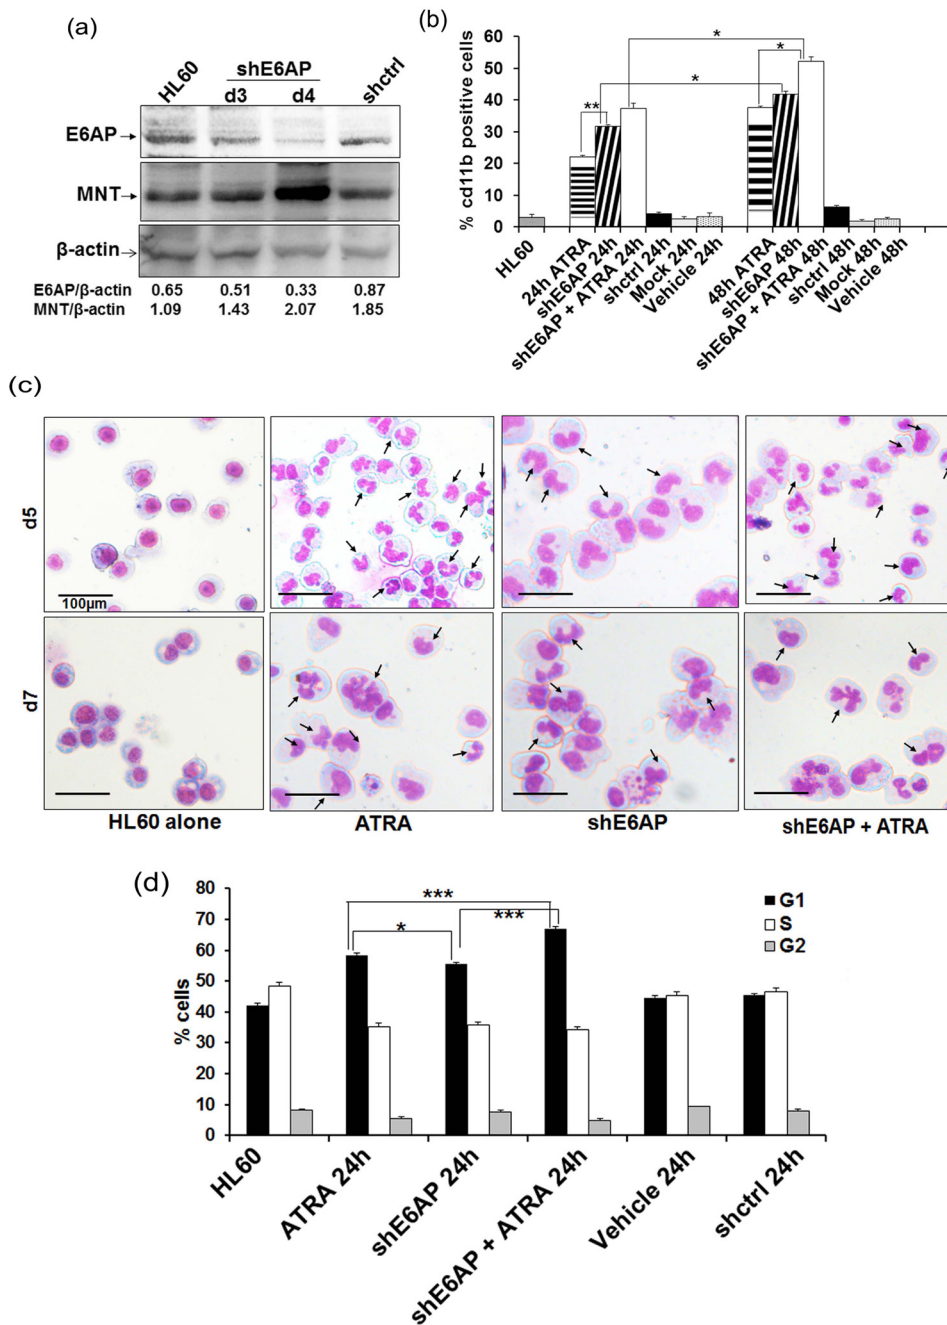 (a)
HL60
shE6AP
d3 d4
shctrl
E6AP
MNT
β-actin
E6AP/β-actin 0.65 0.51 0.33 0.87
MNT/β-actin 1.09 1.43 2.07 1.85
(b)
% cd11b positive cells
60
50
40
30
20
10
0
*
*
**
*
HL60
24h ATRA
shE6AP 24h
shE6AP + ATRA 24h
shctrl 24h
Mock 24h
Vehicle 24h
48h ATRA
shE6AP 48h
shE6AP + ATRA 48h
shctrl 48h
Mock 48h
Vehicle 48h
(c)
d5
100µm
d7
HL60 alone
ATRA
shE6AP
shE6AP + ATRA
(d)
% cells
80
70
60
50
40
30
20
10
0
***
*
***
G1
S
G2
HL60
ATRA 24h
shE6AP 24h
shE6AP + ATRA 24h
Vehicle 24h
shctrl 24h